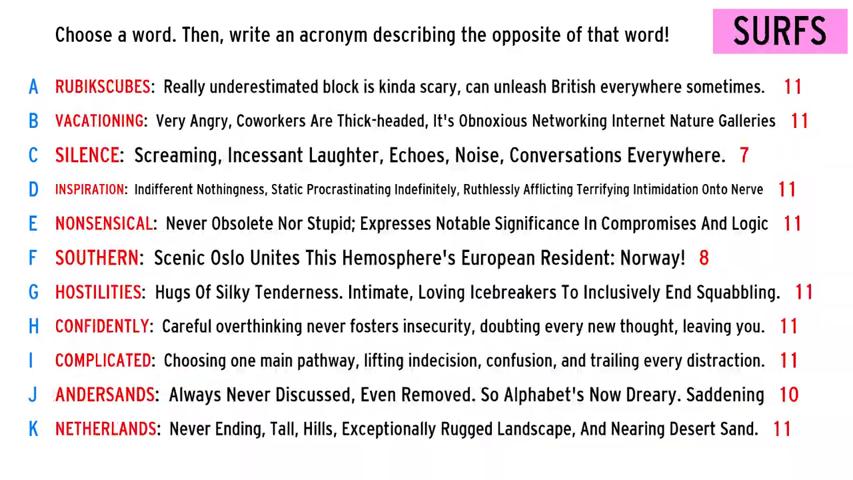 Choose a word. Then, write an acronym describing the opposite of that word!
SURFS
A RUBIKSCUBES: Really underestimated block is kinda scary, can unleash British everywhere sometimes. 11
B VACATIONING: Very Angry, Coworkers Are Thick-headed, It's Obnoxious Networking Internet Nature Galleries 11
C SILENCE: Screaming, Incessant Laughter, Echoes, Noise, Conversations Everywhere. 7
D INSPIRATION: Indifferent Nothingness, Static Procrastinating Indefinitely, Ruthlessly Afflicting Terrifying Intimidation Onto Nerve 11
E NONSENSICAL: Never Obsolete Nor Stupid; Expresses Notable Significance In Compromises And Logic 11
F SOUTHERN: Scenic Oslo Unites This Hemosphere's European Resident: Norway! 8
G HOSTILITIES: Hugs Of Silky Tenderness. Intimate, Loving Icebreakers To Inclusively End Squabbling. 11
H CONFIDENTLY: Careful overthinking never fosters insecurity, doubting every new thought, leaving you. 11
I COMPLICATED: Choosing one main pathway, lifting indecision, confusion, and trailing every distraction. 11
J ANDERSANDS: Always Never Discussed, Even Removed. So Alphabet's Now Dreary. Saddening 10
K NETHERLANDS: Never Ending, Tall, Hills, Exceptionally Rugged Landscape, And Nearing Desert Sand. 11